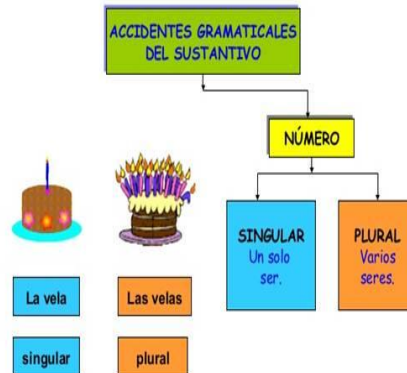 ACCIDENTES GRAMATICALES
DEL SUSTANTIVO
NÚMERO
SINGULAR
Un solo
ser.
PLURAL
Varios
seres.
La vela
Las velas
singular
plural